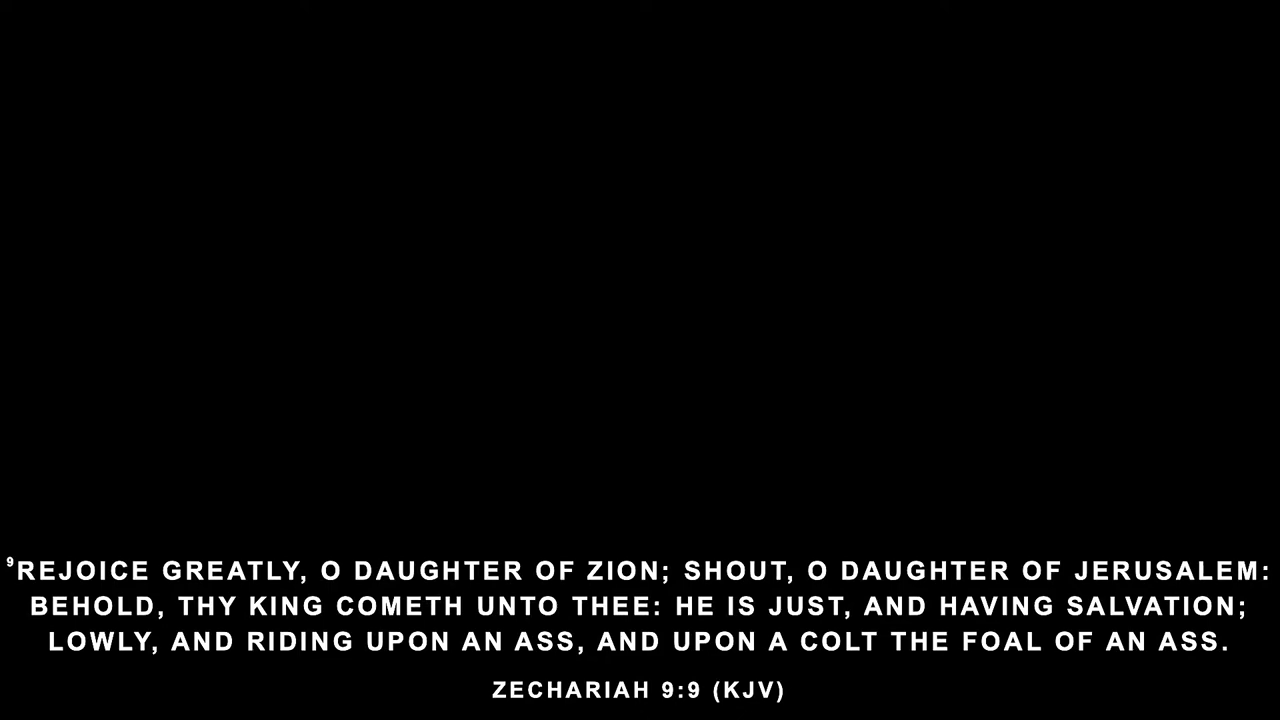 ⁹REJOICE GREATLY, O DAUGHTER OF ZION; SHOUT, O DAUGHTER OF JERUSALEM:
BEHOLD, THY KING COMETH UNTO THEE: HE IS JUST, AND HAVING SALVATION;
LOWLY, AND RIDING UPON AN ASS, AND UPON A COLT THE FOAL OF AN ASS.
ZECHARIAH 9:9 (KJV)